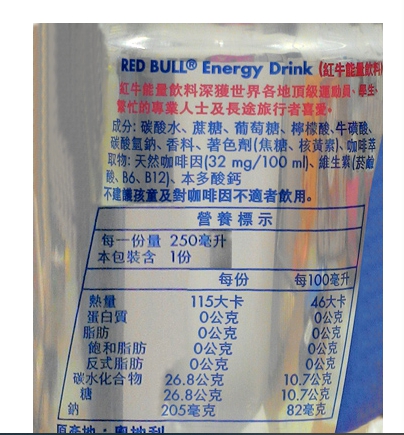 RED BULL® Energy Drink (紅牛能量飲料)
紅牛能量飲料深獲世界各地頂級運動員、學生、
繁忙的專業人士及長途旅行者喜愛。
成分: 碳酸水、蔗糖、葡萄糖、檸檬酸、牛磺酸、
碳酸氫鈉、香料、著色劑(焦糖、核黃素)、咖啡萃
取物: 天然咖啡因(32 mg/100 ml)、維生素(菸鹼
酸、B6、B12)、本多酸鈣
不建議孩童及對咖啡因不適者飲用。
營養標示
每一份量 250毫升
本包裝含 1份
每份 每100毫升
熱量 115大卡 46大卡
蛋白質 0公克 0公克
脂肪 0公克 0公克
飽和脂肪 0公克 0公克
反式脂肪 0公克 0公克
碳水化合物 26.8公克 10.7公克
糖 26.8公克 10.7公克
鈉 205毫克 82毫克
原產地: 奧地利